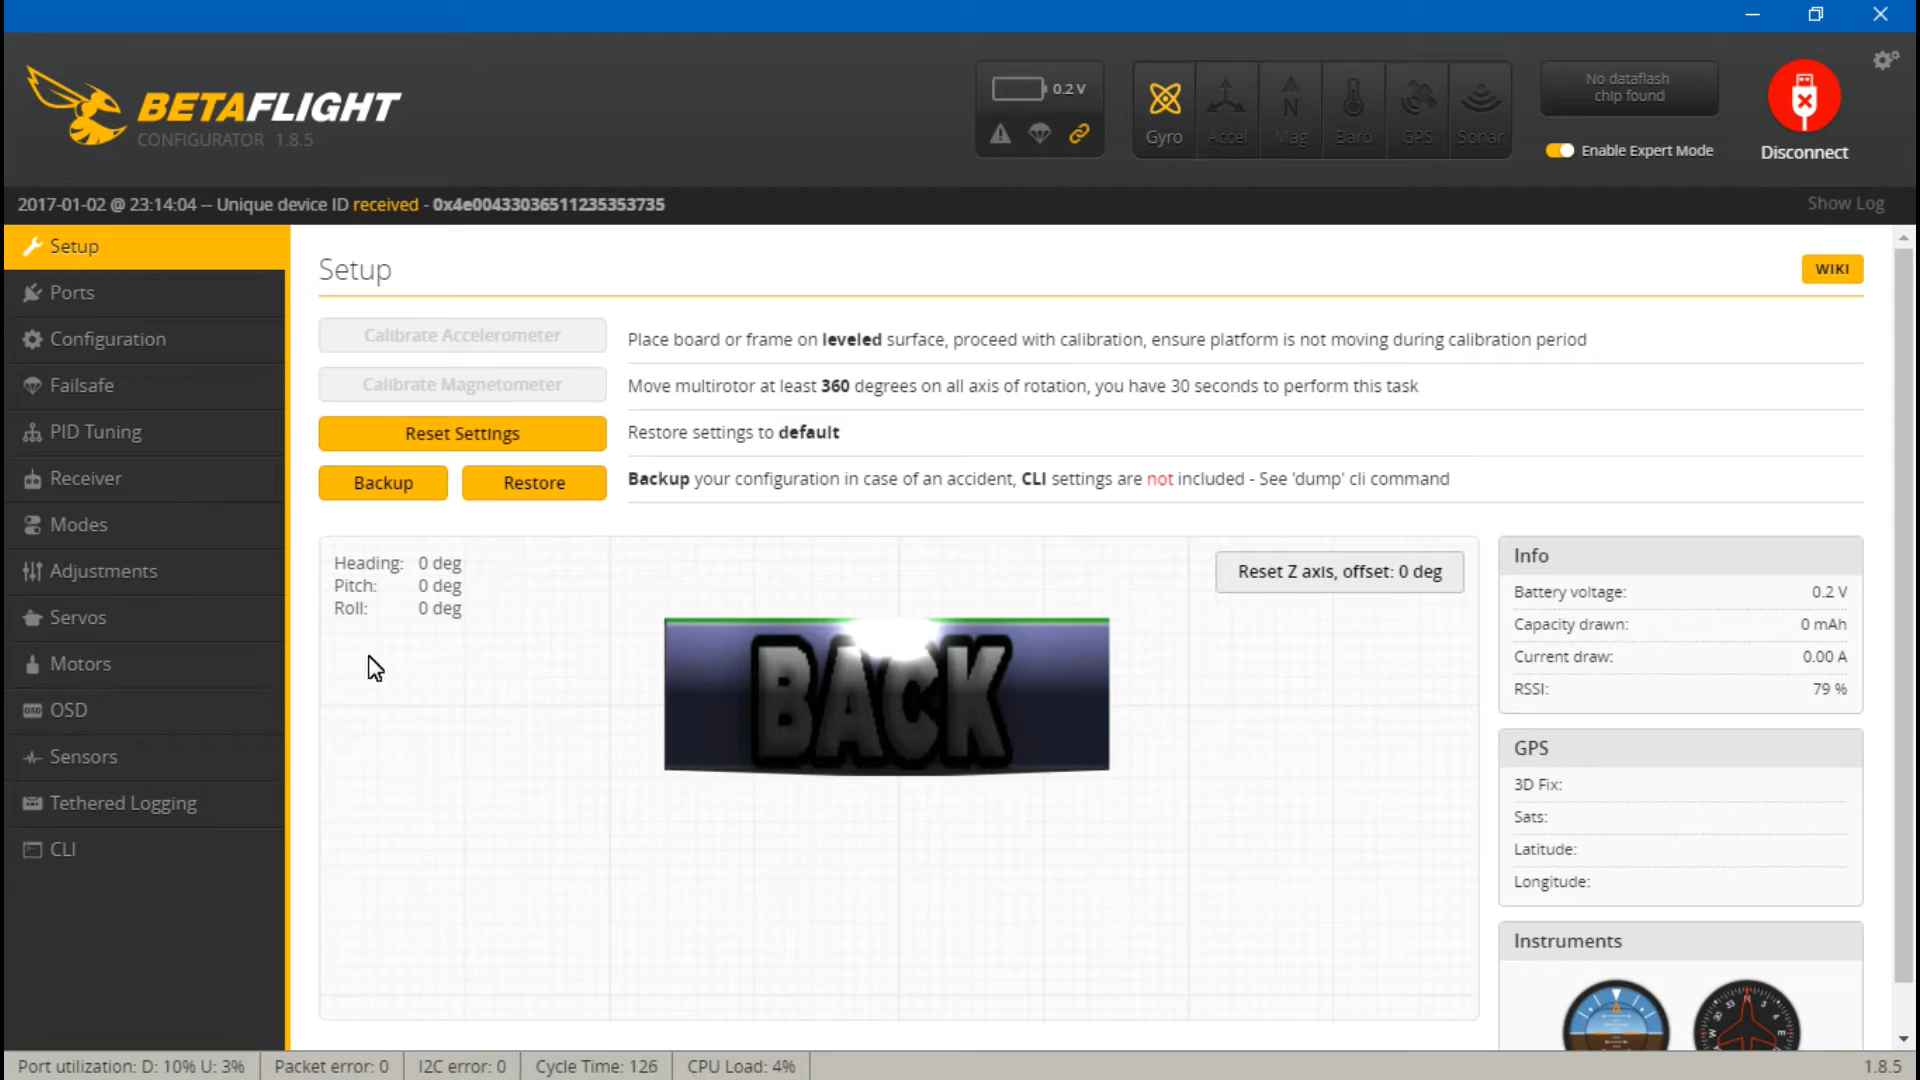 BETAFLIGHT
CONFIGURATOR 1.8.5
0.2 V
Gyro
Accel
Mag
Baro
GPS
Sonar
No dataflash
chip found
Enable Expert Mode
Disconnect
2017-01-02 @ 23:14:04 -- Unique device ID received - 0x4e0043303651123535373​5
Show Log
Setup
Ports
Configuration
Failsafe
PID Tuning
Receiver
Modes
Adjustments
Servos
Motors
OSD
Sensors
Tethered Logging
CLI
Setup
WIKI
Calibrate Accelerometer
Place board or frame on leveled surface, proceed with calibration, ensure platform is not moving during calibration period
Calibrate Magnetometer
Move multirotor at least 360 degrees on all axis of rotation, you have 30 seconds to perform this task
Reset Settings
Restore settings to default
Backup
Restore
Backup your configuration in case of an accident, CLI settings are not included - See 'dump' cli command
Heading: 0 deg
Pitch: 0 deg
Roll: 0 deg
Reset Z axis, offset: 0 deg
BACK
Info
Battery voltage: 0.2 V
Capacity drawn: 0 mAh
Current draw: 0.00 A
RSSI: 79 %
GPS
3D Fix:
Sats:
Latitude:
Longitude:
Instruments
Port utilization: D: 10% U: 3%
Packet error: 0
I2C error: 0
Cycle Time: 126
CPU Load: 4%
1.8.5